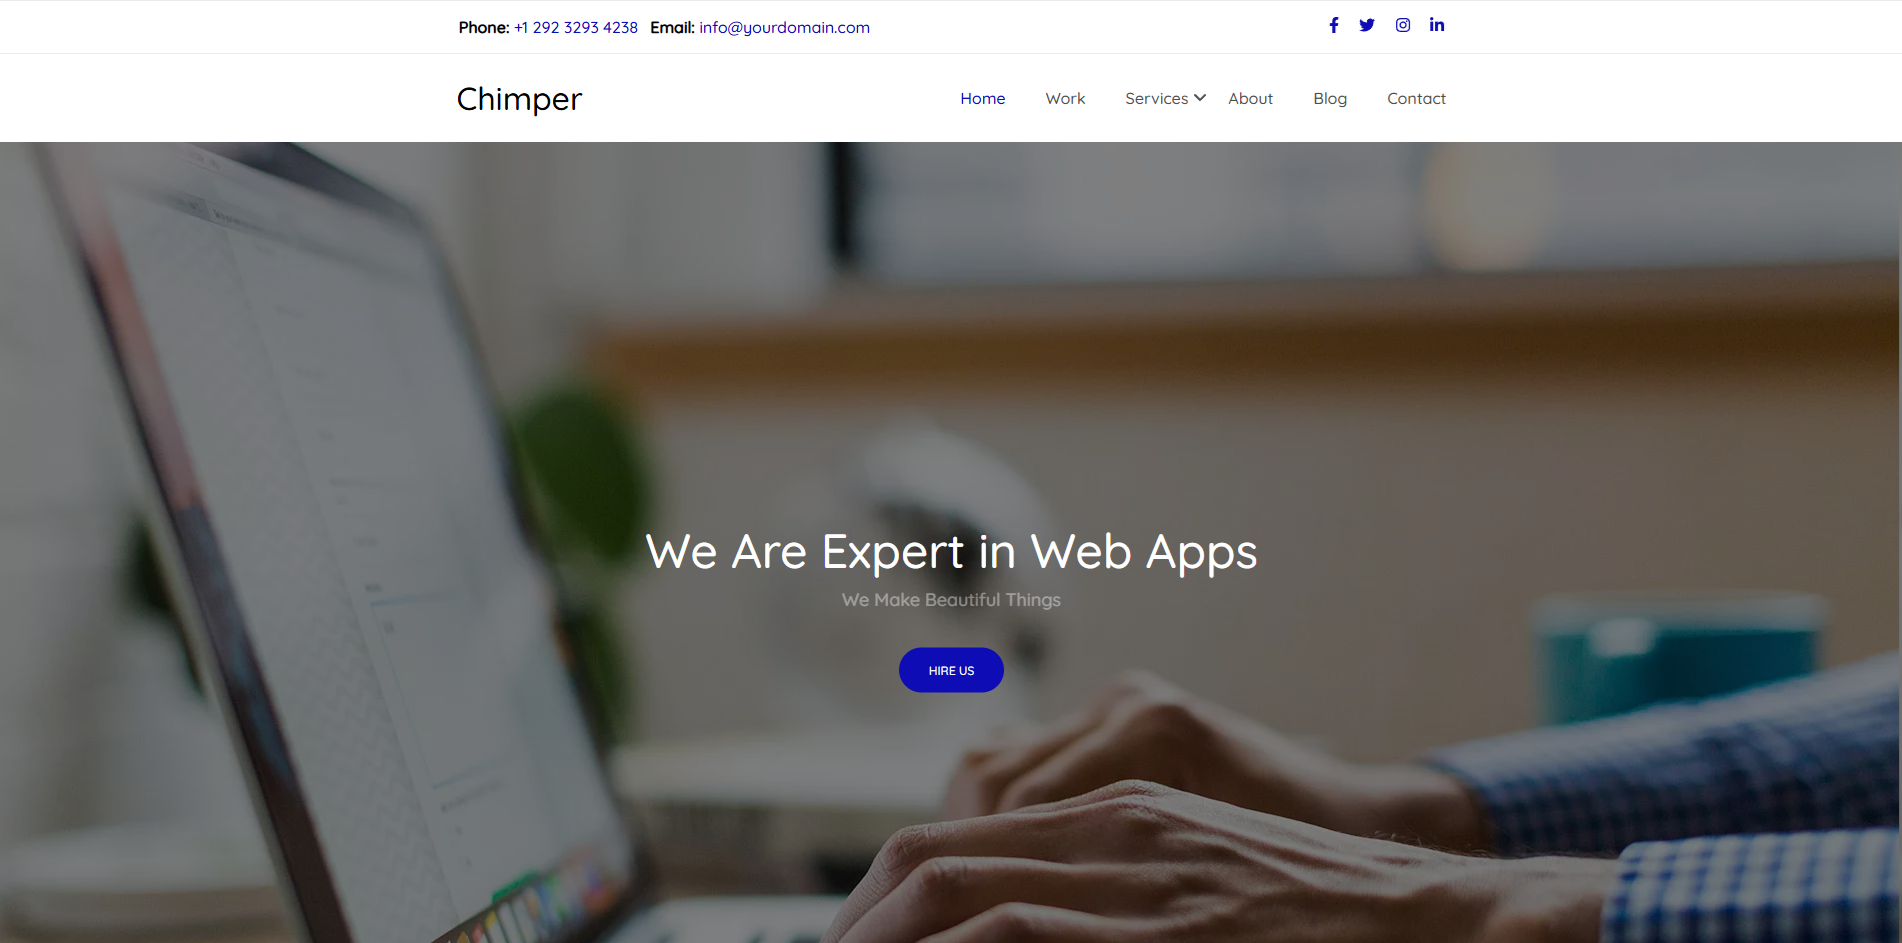 Phone: +1 292 3293 4238 Email: info@yourdomain.com
Chimper
Home Work Services About Blog Contact
We Are Expert in Web Apps
We Make Beautiful Things
HIRE US